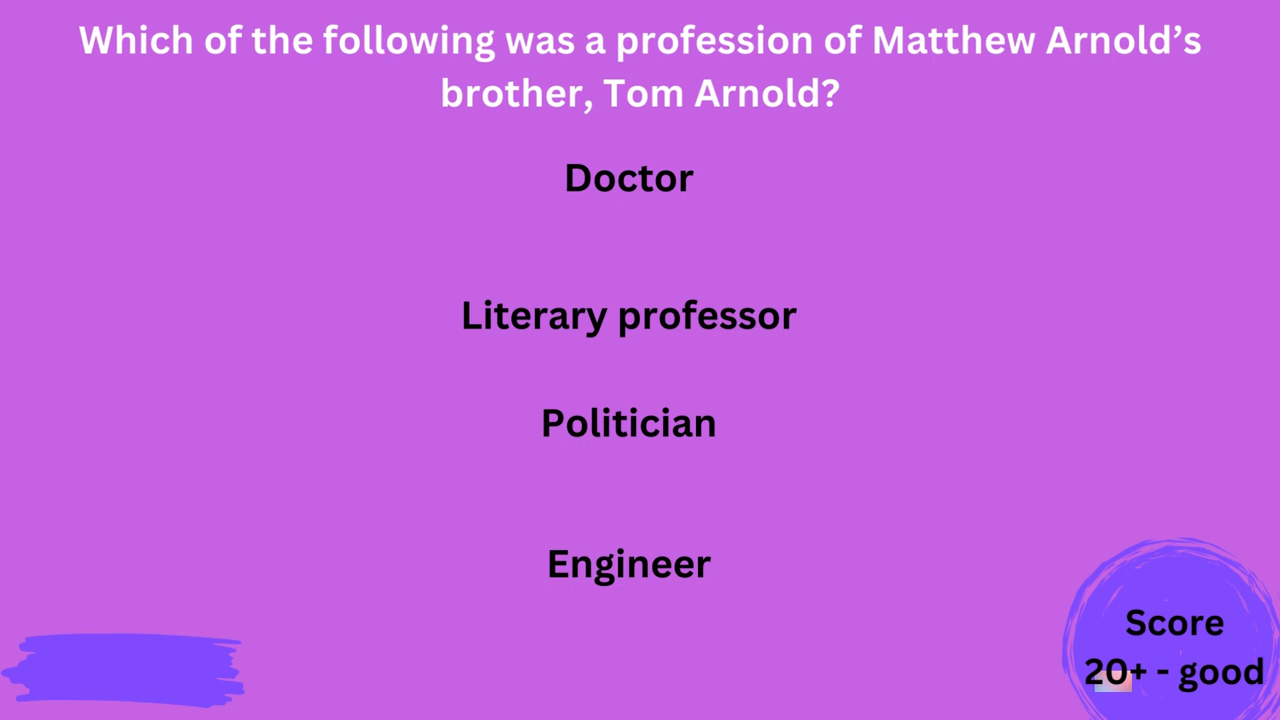 Which of the following was a profession of Matthew Arnold’s
brother, Tom Arnold?
Doctor
Literary professor
Politician
Engineer
Score
20+ - good